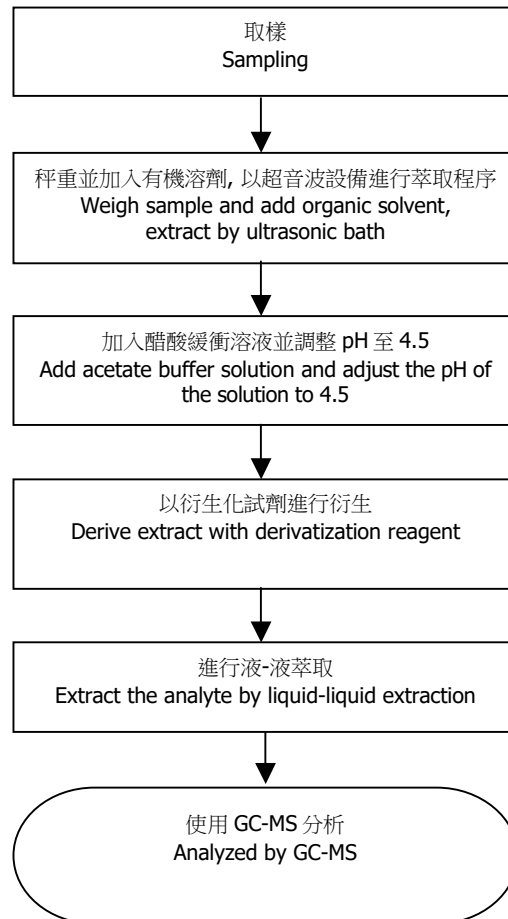 取樣
Sampling
秤重並加入有機溶劑, 以超音波設備進行萃取程序
Weigh sample and add organic solvent,
extract by ultrasonic bath
加入醋酸緩衝溶液並調整 pH 至 4.5
Add acetate buffer solution and adjust the pH of
the solution to 4.5
以衍生化試劑進行衍生
Derive extract with derivatization reagent
進行液-液萃取
Extract the analyte by liquid-liquid extraction
使用 GC-MS 分析
Analyzed by GC-MS